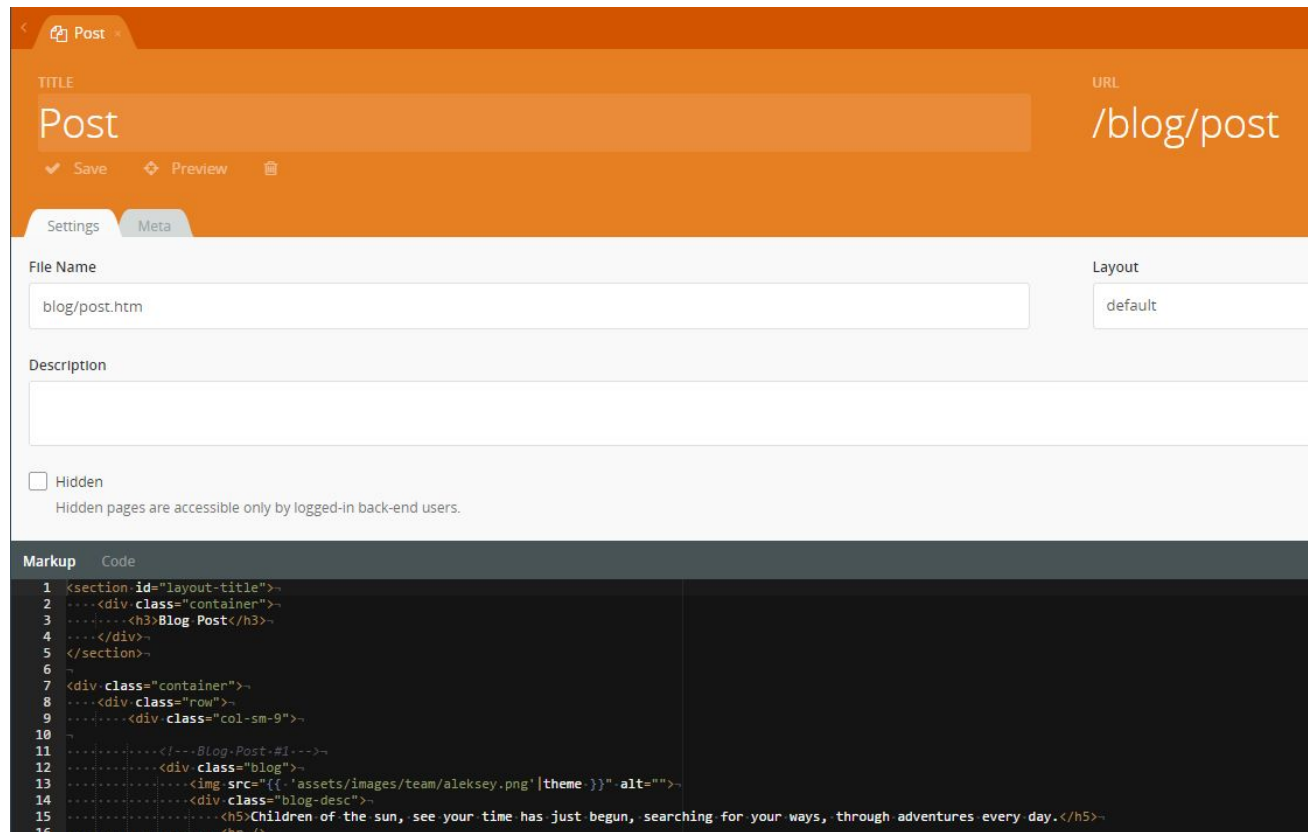 Post ×
TITLE
URL
Post
/blog/post
Save Preview
Settings Meta
File Name
Layout
blog/post.htm
default
Description
Hidden
Hidden pages are accessible only by logged-in back-end users.
Markup Code
1 <section id="layout-title">
2 <div class="container">
3 <h3>Blog Post</h3>
4 </div>
5 </section>
6
7 <div class="container">
8 <div class="row">
9 <div class="col-sm-9">
10
11 <!-- Blog Post #1 -->
12 <div class="blog">
13 <img src="{{ 'assets/images/team/aleksey.png'|theme }}" alt="">
14 <div class="blog-desc">
15 <h5>Children of the sun, see your time has just begun, searching for your ways, through adventures every day.</h5>
16 <hr />